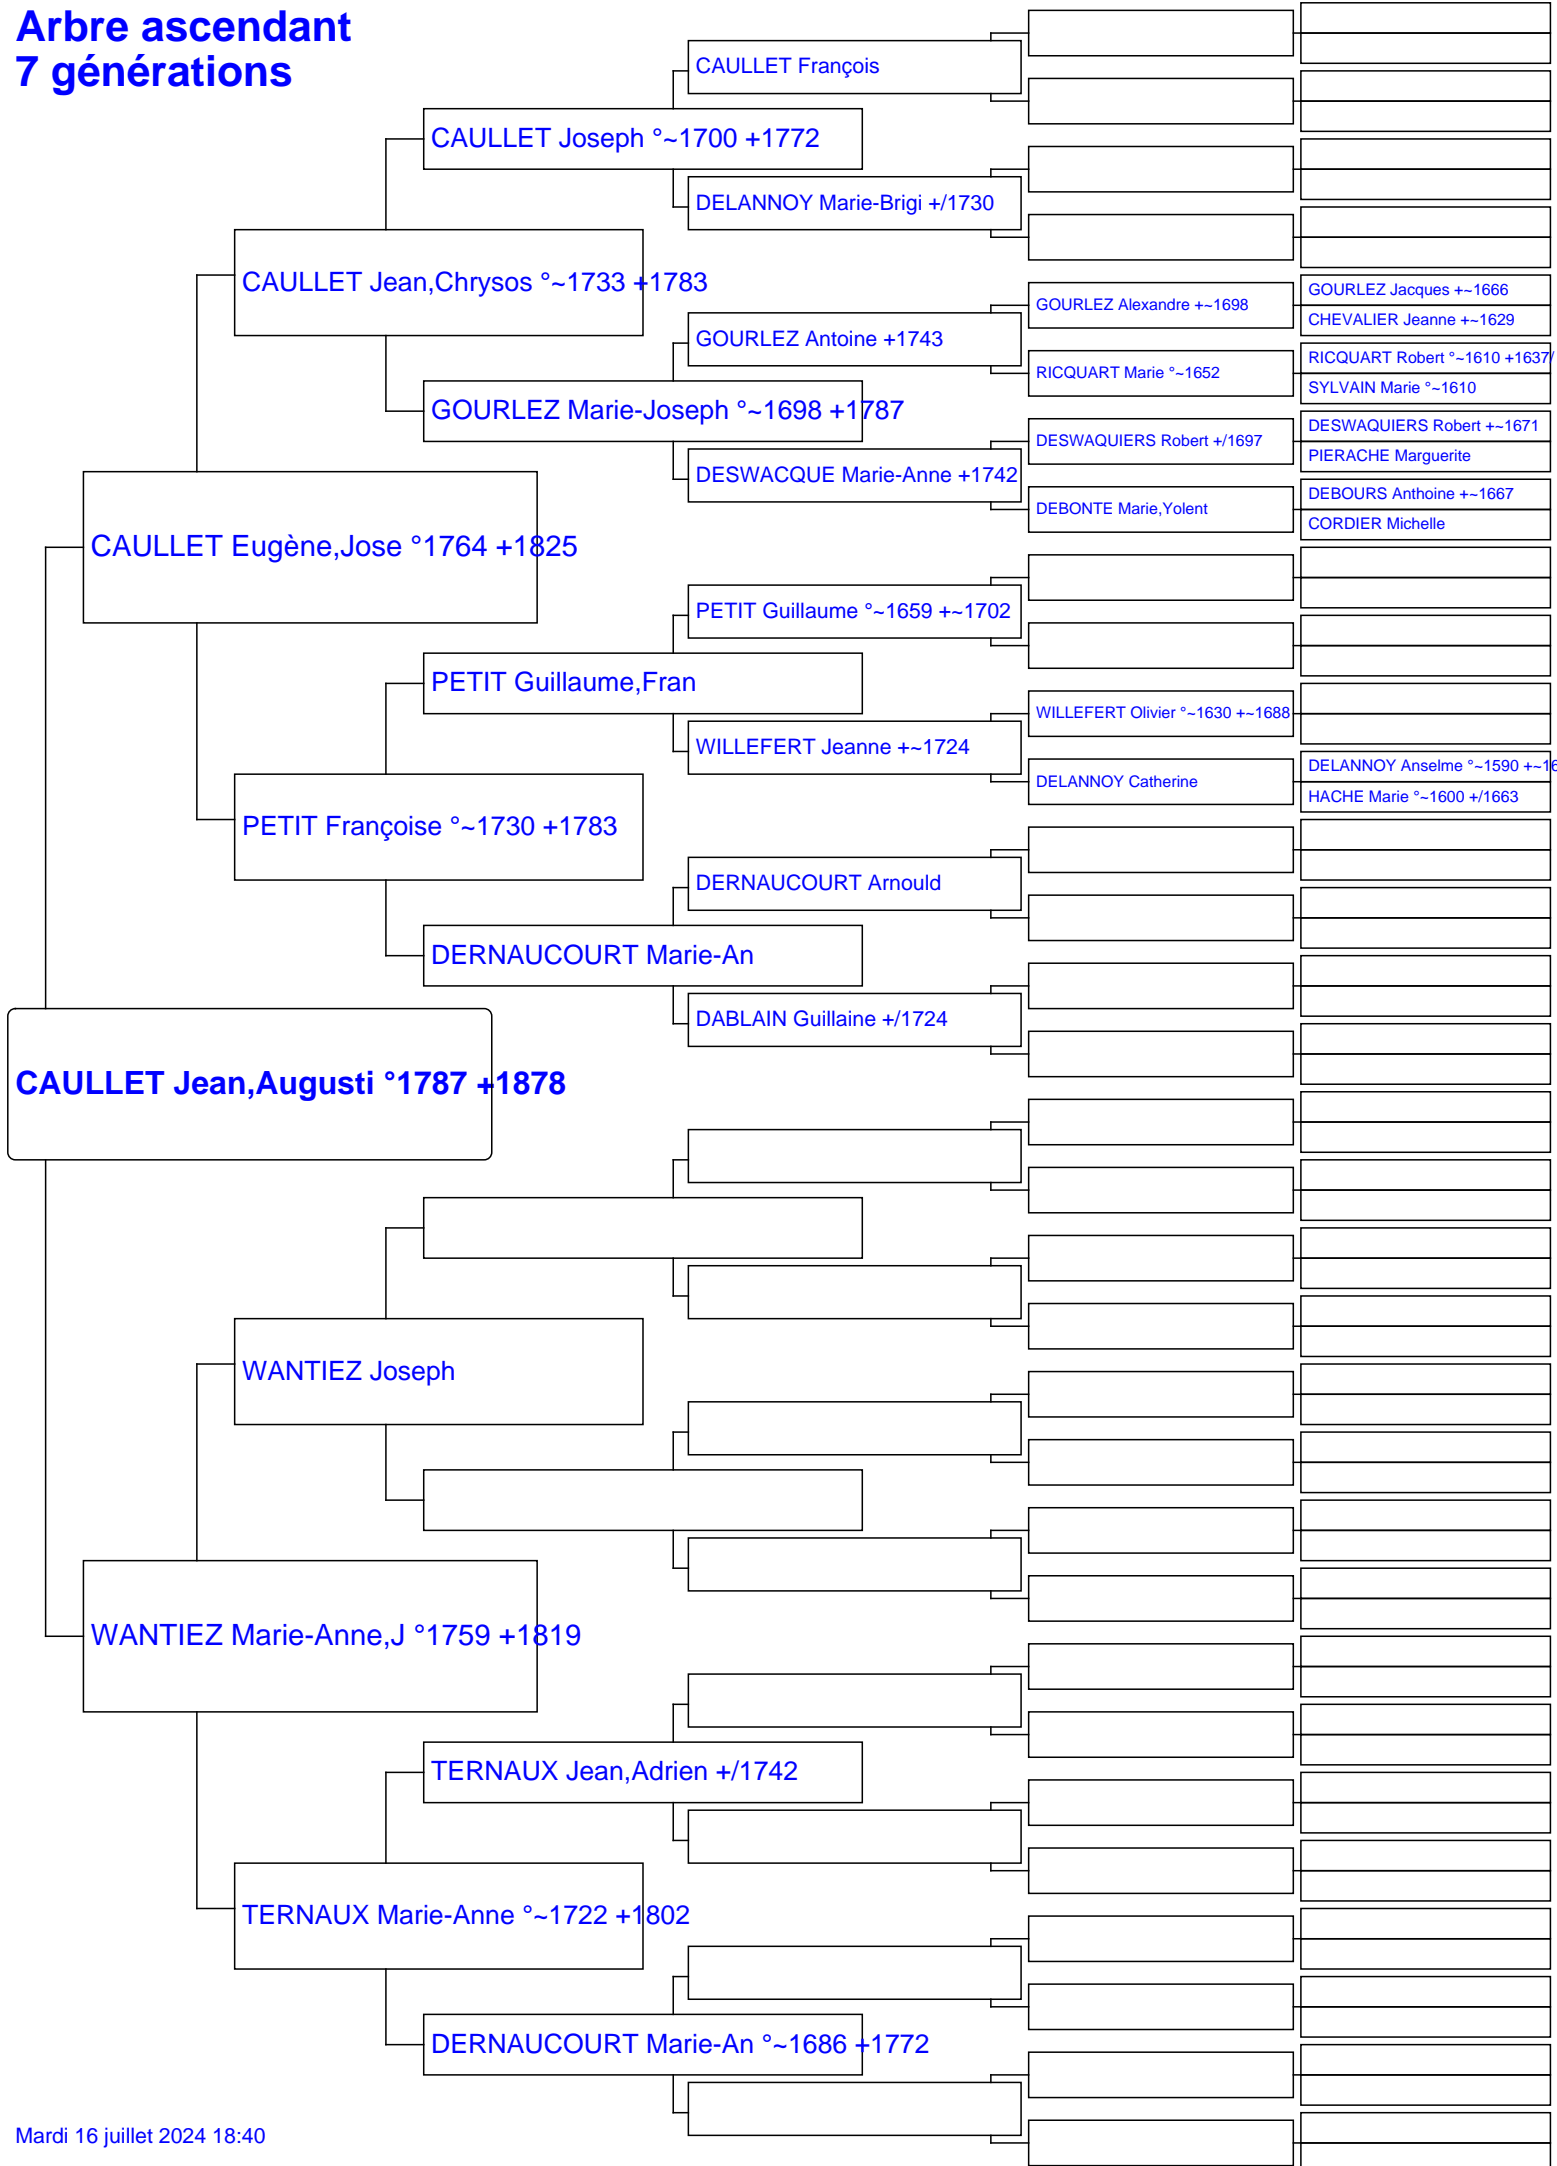 Arbre ascendant
7 générations
CAULLET François
CAULLET Joseph °~1700 +1772
DELANNOY Marie-Brigi +/1730
CAULLET Jean,Chrysos °~1733 +1783
GOURLEZ Jacques +~1666
GOURLEZ Alexandre +~1698
CHEVALIER Jeanne +~1629
GOURLEZ Antoine +1743
RICQUART Robert °~1610 +1637/
RICQUART Marie °~1652
SYLVAIN Marie °~1610
GOURLEZ Marie-Joseph °~1698 +1787
DESWAQUIERS Robert +~1671
DESWAQUIERS Robert +/1697
PIERACHE Marguerite
DESWACQUE Marie-Anne +1742
DEBOURS Anthoine +~1667
DEBONTE Marie,Yolent
CORDIER Michelle
CAULLET Eugène,Jose °1764 +1825
PETIT Guillaume °~1659 +~1702
PETIT Guillaume,Fran
WILLEFERT Olivier °~1630 +~1688
WILLEFERT Jeanne +~1724
DELANNOY Anselme °~1590 +~16
DELANNOY Catherine
HACHE Marie °~1600 +/1663
PETIT Françoise °~1730 +1783
DERNAUCOURT Arnould
DERNAUCOURT Marie-An
DABLAIN Guillaine +/1724
CAULLET Jean,Augusti °1787 +1878
WANTIEZ Joseph
WANTIEZ Marie-Anne,J °1759 +1819
TERNAUX Jean,Adrien +/1742
TERNAUX Marie-Anne °~1722 +1802
DERNAUCOURT Marie-An °~1686 +1772
Mardi 16 juillet 2024 18:40